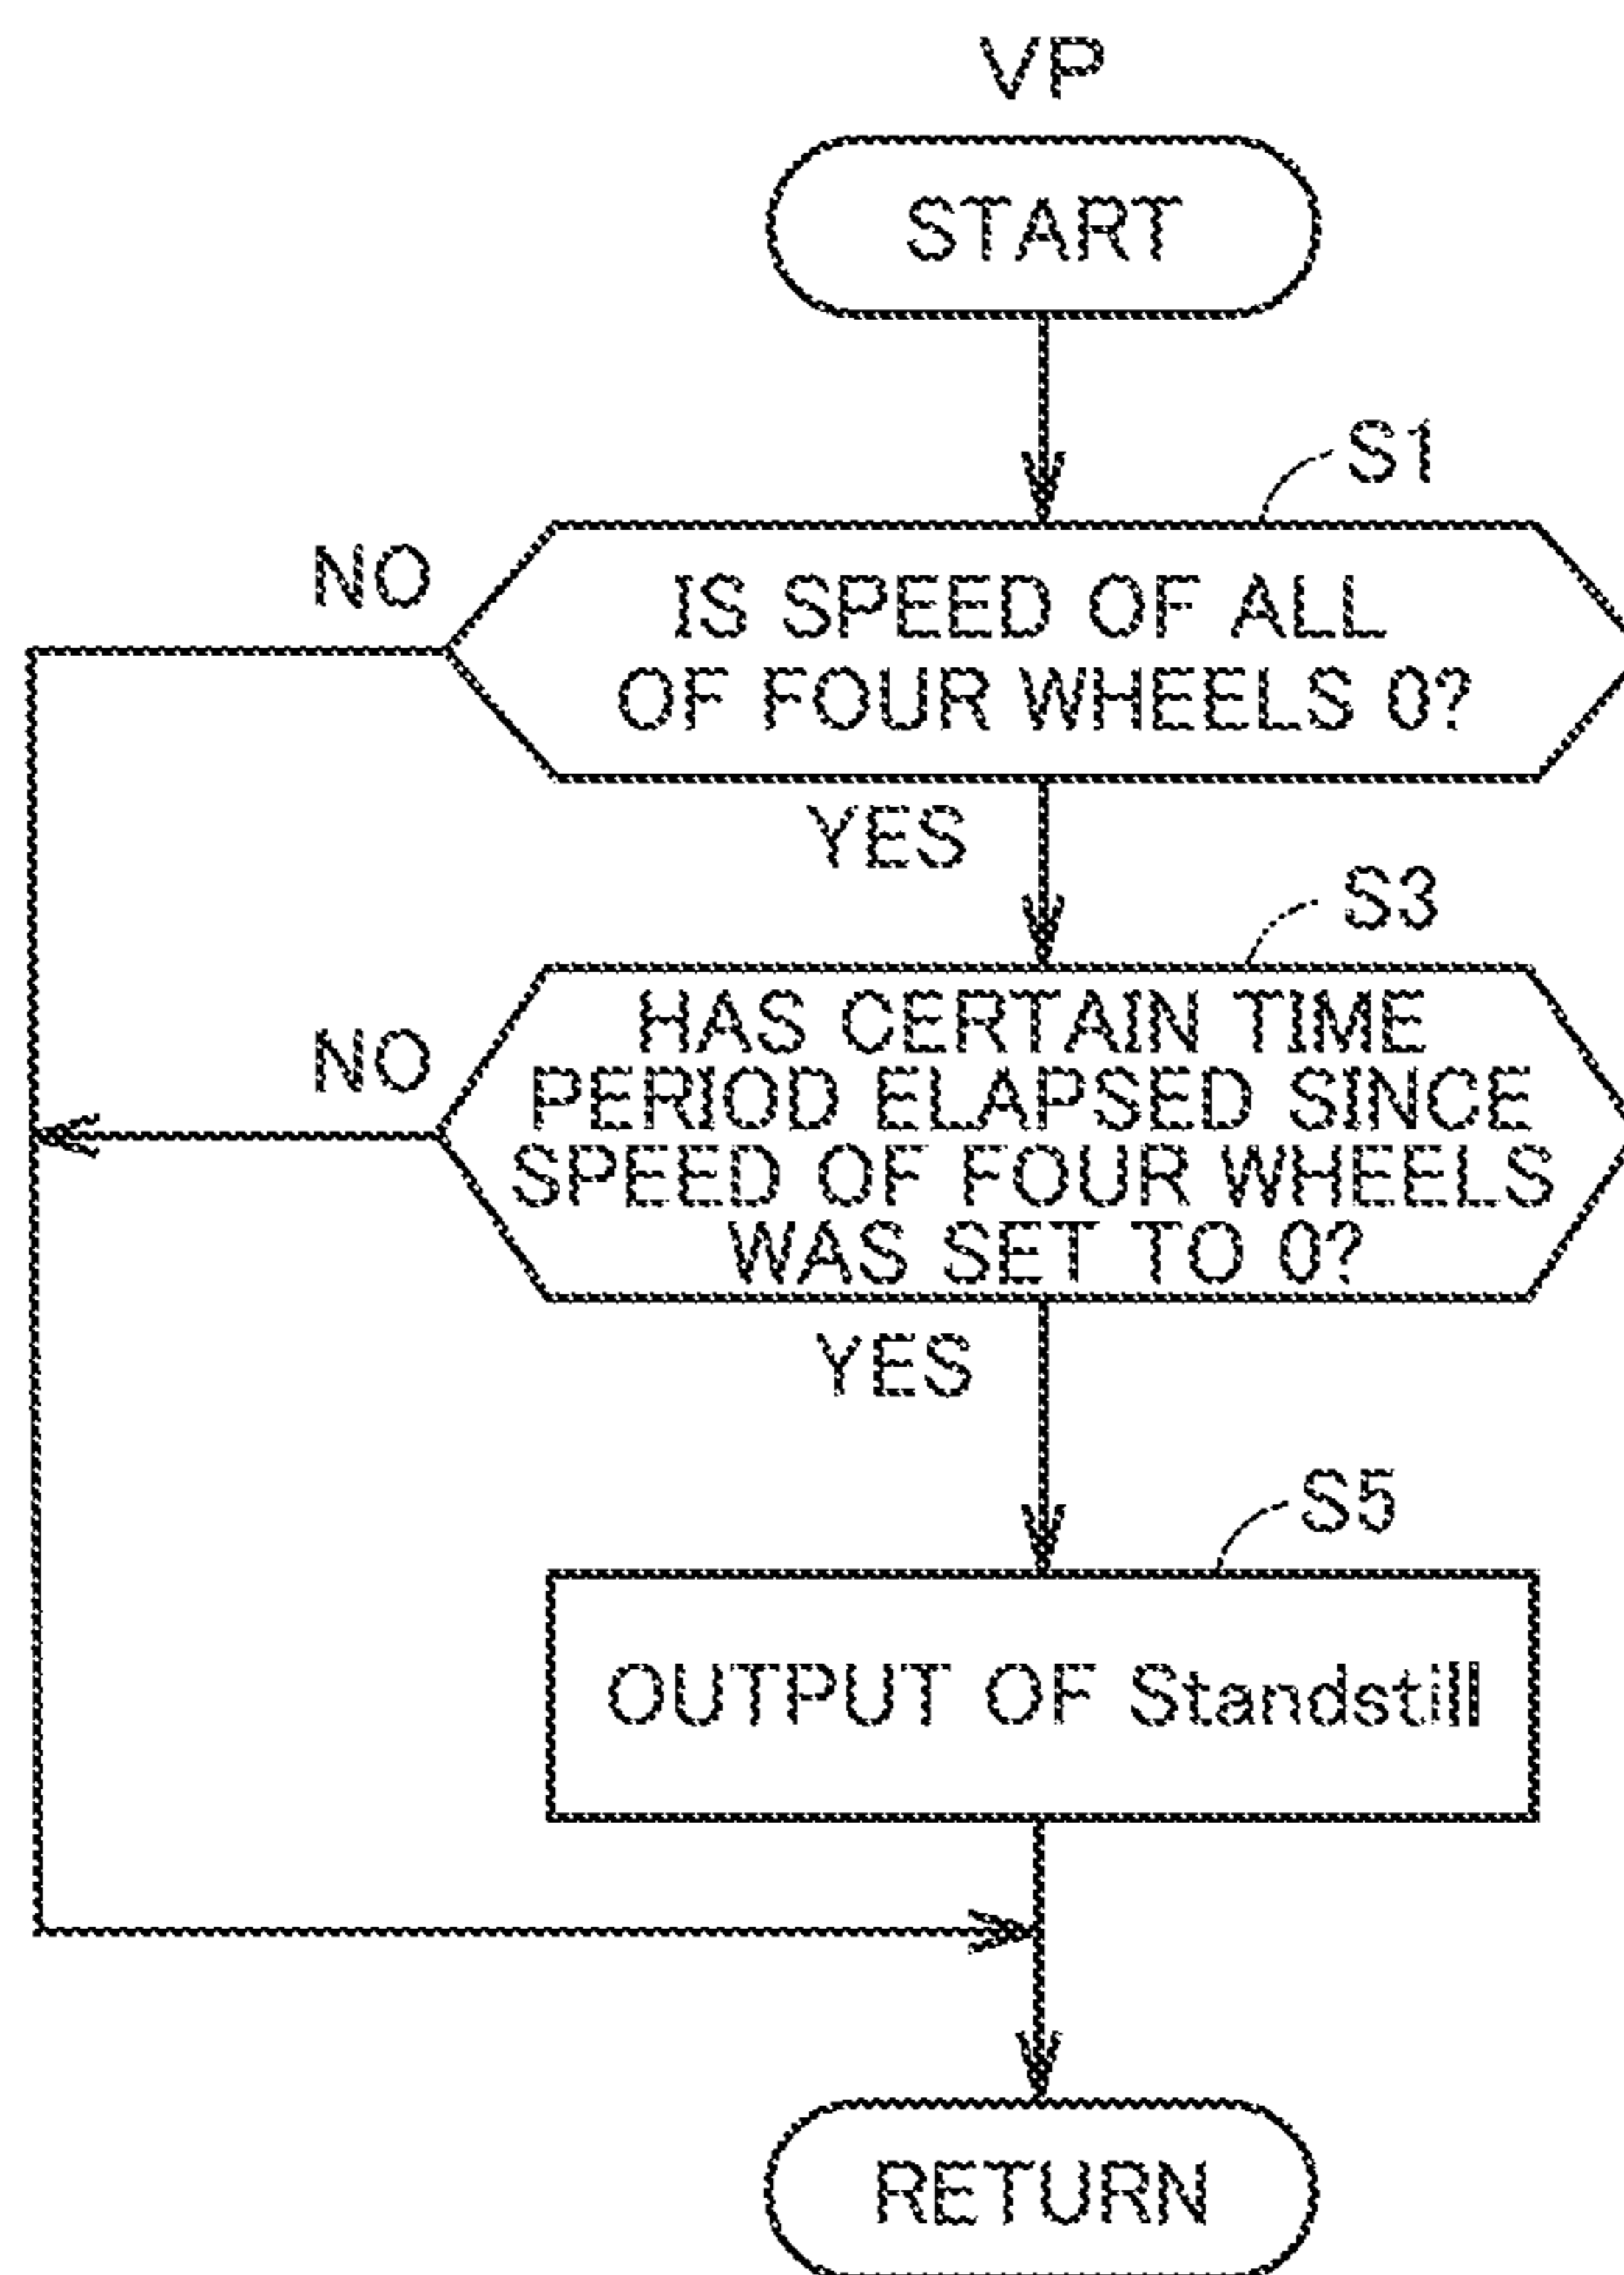 VP
START
S1
NO
IS SPEED OF ALL
OF FOUR WHEELS 0?
YES
S3
NO
HAS CERTAIN TIME
PERIOD ELAPSED SINCE
SPEED OF FOUR WHEELS
WAS SET TO 0?
YES
S5
OUTPUT OF Standstill
RETURN